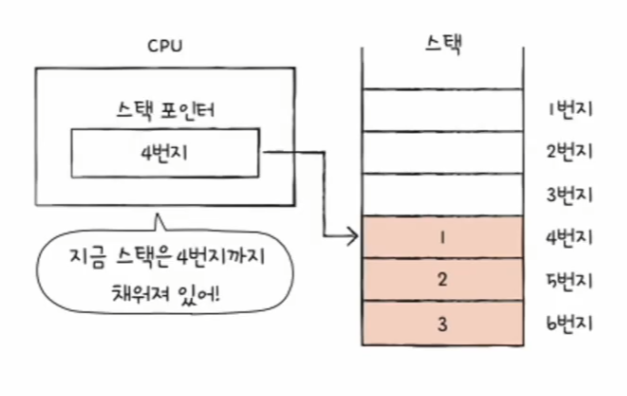 CPU
스택 포인터
4번지
지금 스택은 4번지까지
채워져 있어!
스택
1번지
2번지
3번지
1
4번지
2
5번지
3
6번지